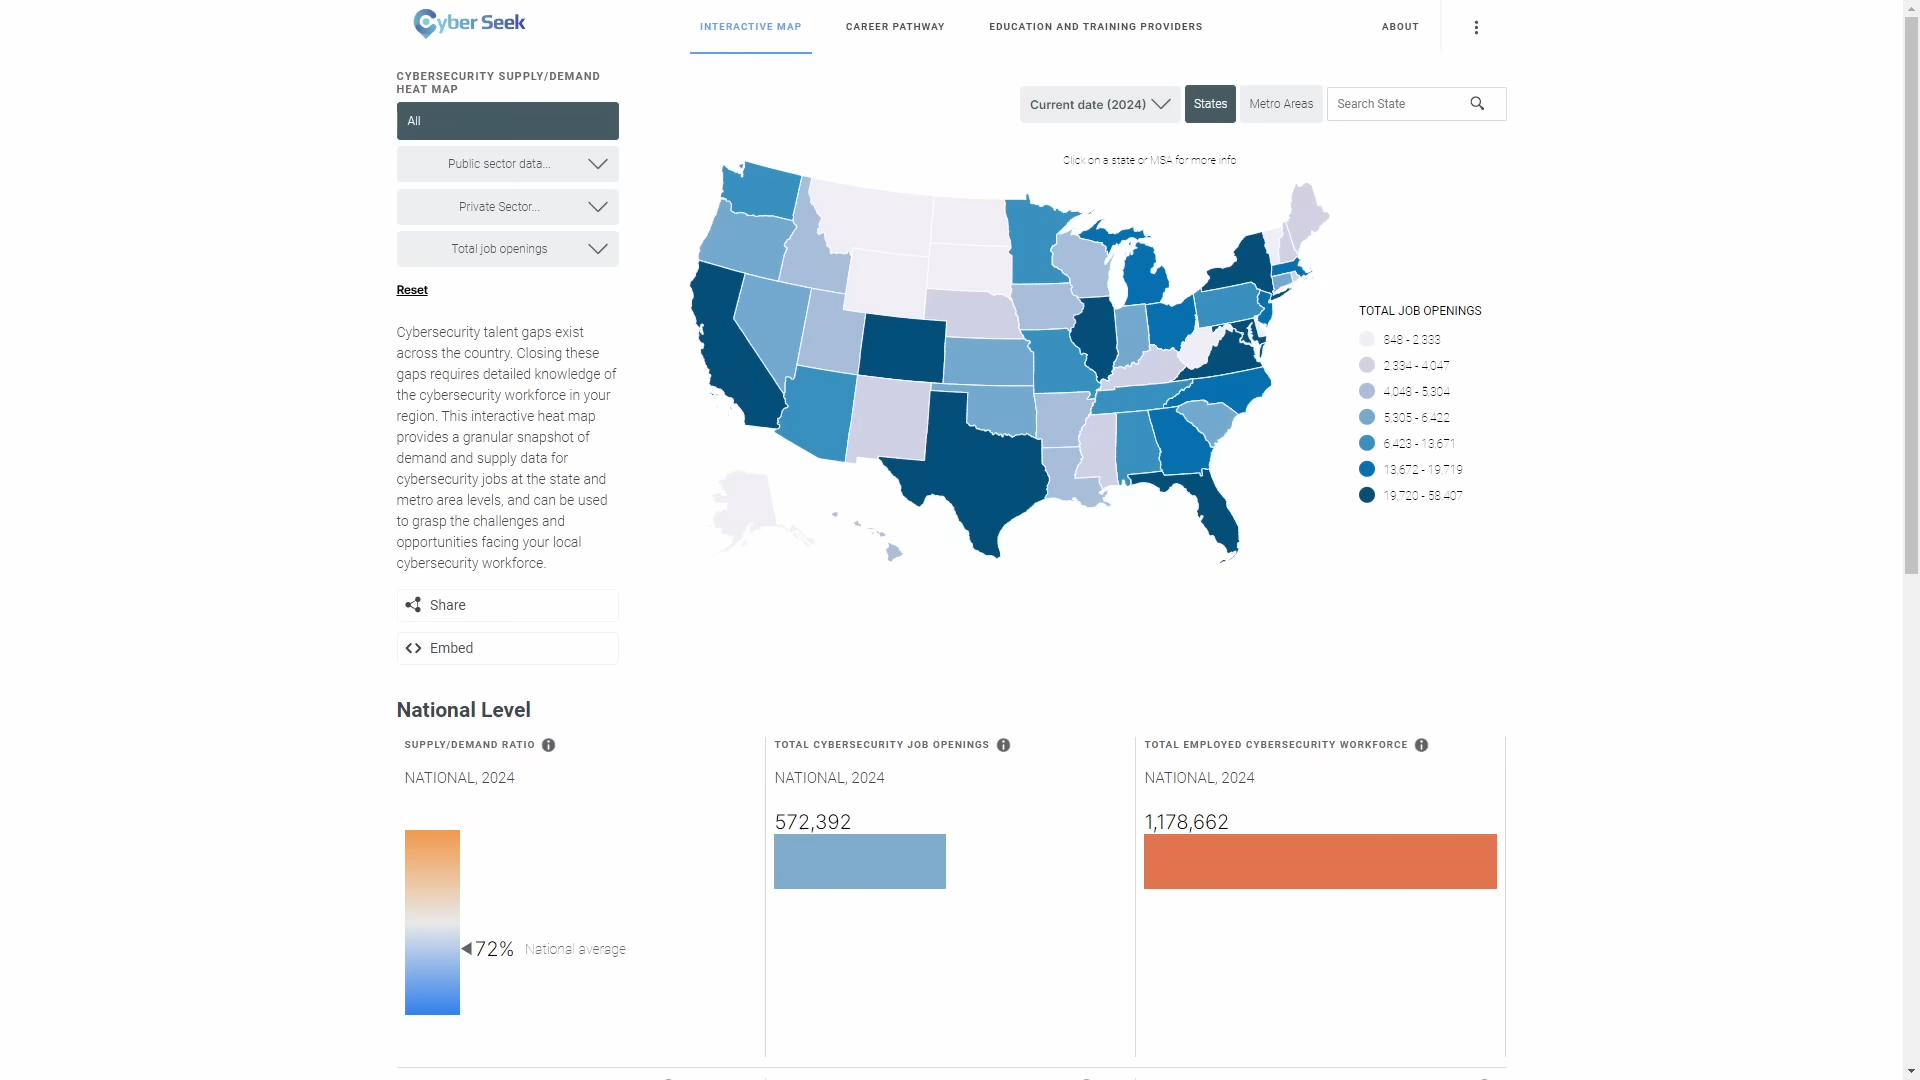 Cyber Seek
INTERACTIVE MAP
CAREER PATHWAY
EDUCATION AND TRAINING PROVIDERS
ABOUT
CYBERSECURITY SUPPLY/DEMAND
HEAT MAP
All
Public sector data...
Private Sector...
Total job openings
Reset
Cybersecurity talent gaps exist
across the country. Closing these
gaps requires detailed knowledge of
the cybersecurity workforce in your
region. This interactive heat map
provides a granular snapshot of
demand and supply data for
cybersecurity jobs at the state and
metro area levels, and can be used
to grasp the challenges and
opportunities facing your local
cybersecurity workforce.
Share
Embed
Current date (2024)
States
Metro Areas
Search State
Click on a state or MSA for more info
TOTAL JOB OPENINGS
848 - 2,333
2,334 - 4,047
4,048 - 5,304
5,305 - 6,422
6,423 - 13,671
13,672 - 19,719
19,720 - 58,407
National Level
SUPPLY/DEMAND RATIO
NATIONAL, 2024
72% National average
TOTAL CYBERSECURITY JOB OPENINGS
NATIONAL, 2024
572,392
TOTAL EMPLOYED CYBERSECURITY WORKFORCE
NATIONAL, 2024
1,178,662